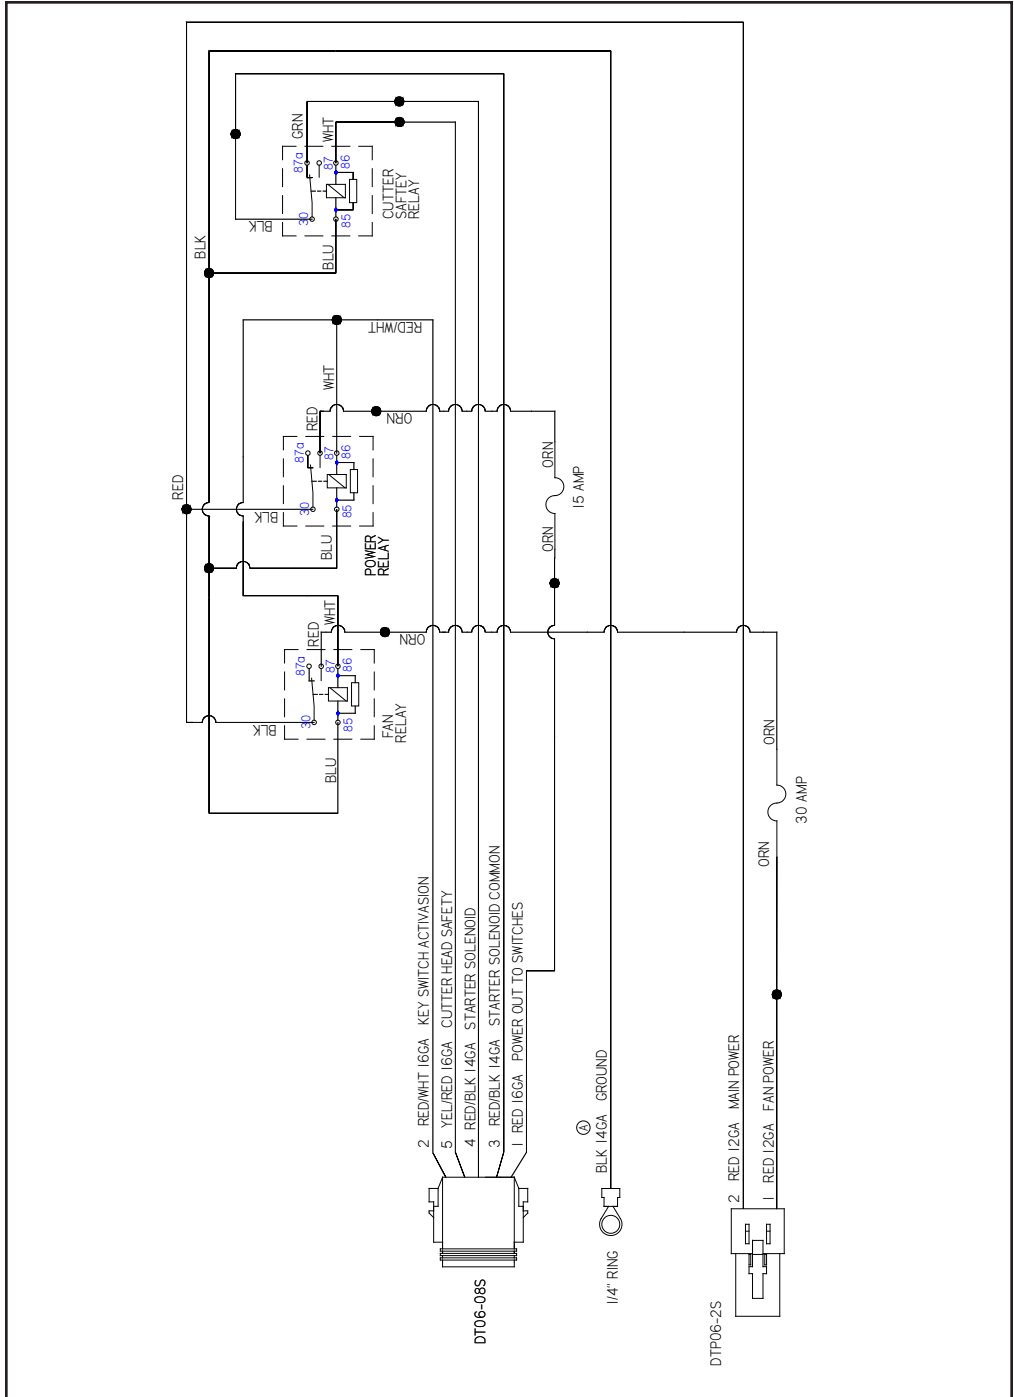 RED
BLK
BLK
30
87a
87
86
85
GRN
WHT
BLU
CUTTER
SAFTEY
RELAY
BLK
30
87a
87
86
85
RED
WHT
BLU
POWER
RELAY
RED/WHT
ORN
BLK
30
87a
87
86
85
RED
WHT
BLU
FAN
RELAY
ORN
ORN
ORN
15 AMP
ORN
ORN
30 AMP
2 RED/WHT 16GA KEY SWITCH ACTIVASION
5 YEL/RED 16GA CUTTER HEAD SAFETY
4 RED/BLK 14GA STARTER SOLENOID
3 RED/BLK 14GA STARTER SOLENOID COMMON
1 RED 16GA POWER OUT TO SWITCHES
DT06-08S
A
BLK 14GA GROUND
1/4" RING
2 RED 12GA MAIN POWER
1 RED 12GA FAN POWER
DTP06-2S